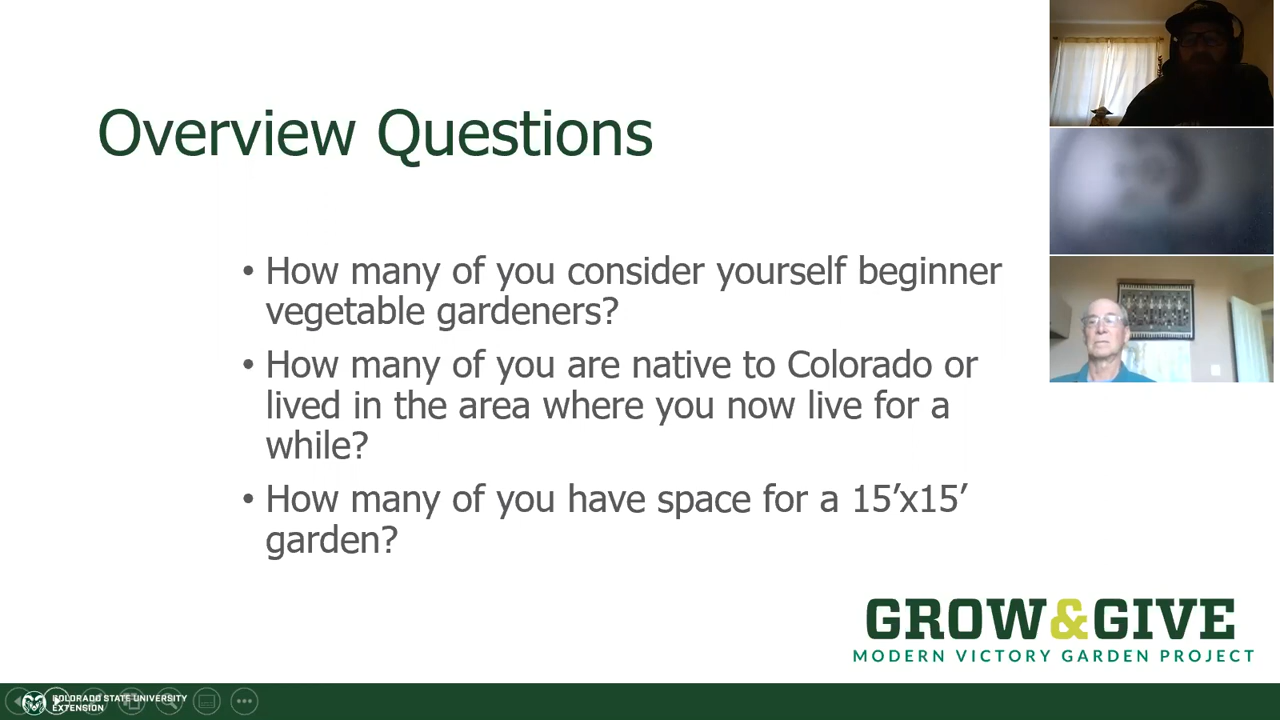 Overview Questions
• How many of you consider yourself beginner
vegetable gardeners?
• How many of you are native to Colorado or
lived in the area where you now live for a
while?
• How many of you have space for a 15’x15’
garden?
GROW&GIVE
MODERN VICTORY GARDEN PROJECT
COLORADO STATE UNIVERSITY
EXTENSION